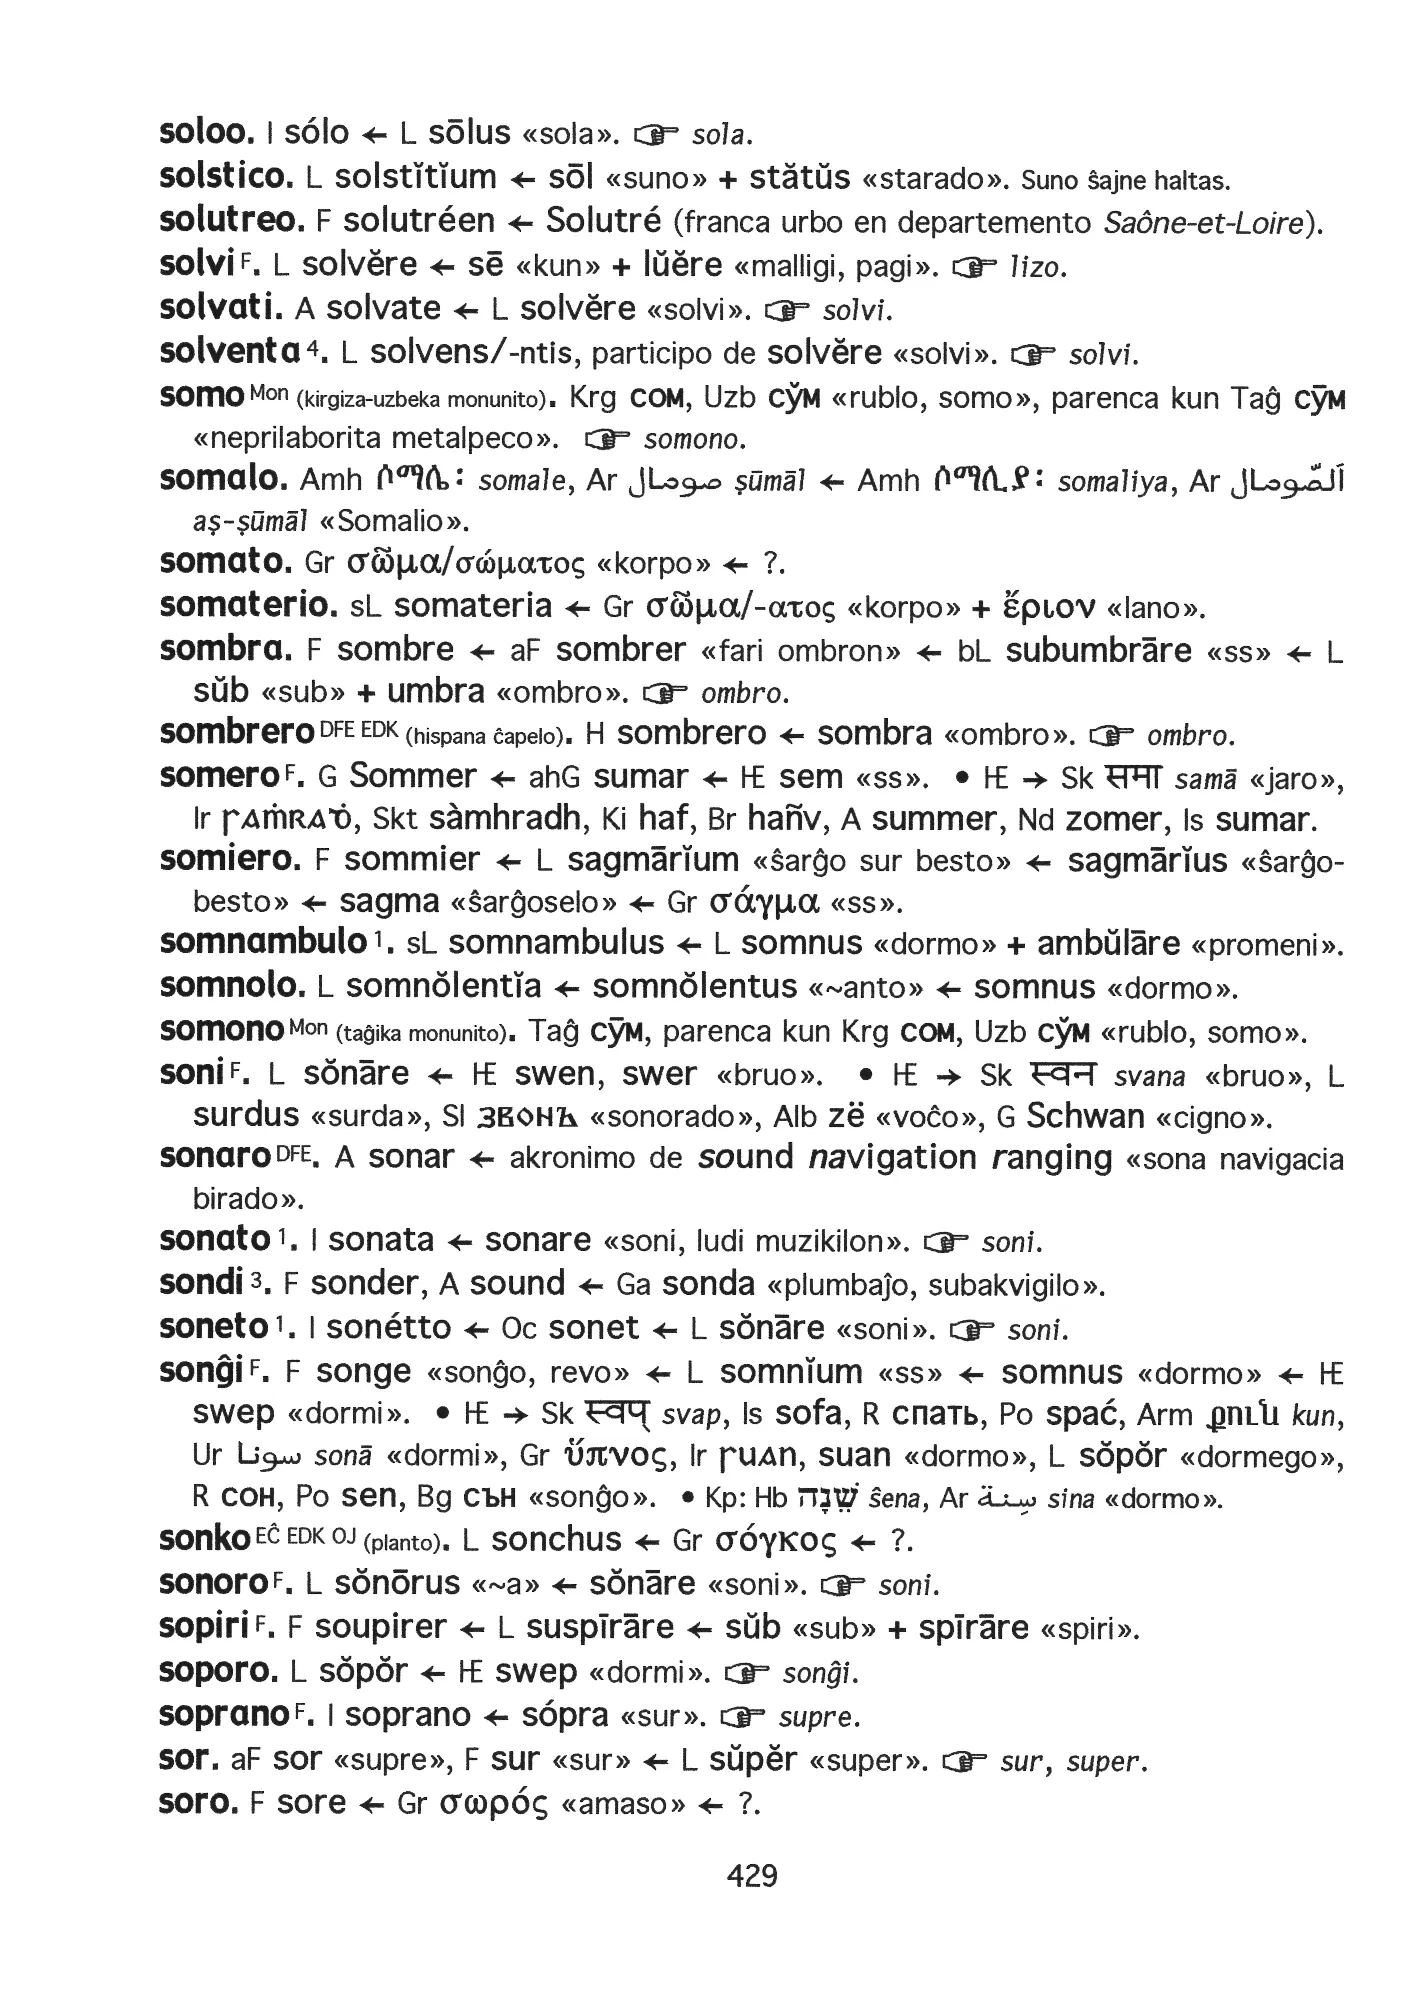 soloo. I sólo ← L sōlus «sola». ☞ sola.
solstico. L solstĭtĭum ← sōl «suno» + stătŭs «starado». Suno ŝajne haltas.
solutreo. F solutréen ← Solutré (franca urbo en departemento Saône-et-Loire).
solvi F. L solvĕre ← sē «kun» + lŭĕre «malligi, pagi». ☞ lizo.
solvati. A solvate ← L solvĕre «solvi». ☞ solvi.
solventa 4. L solvens/-ntis, participo de solvĕre «solvi». ☞ solvi.
somo Mon (kirgiza-uzbeka monunito). Krg сом, Uzb сўм «rublo, somo», parenca kun Taĝ сӯм
«neprilaborita metalpeco». ☞ somono.
somalo. Amh ሶማሌ፡ somale, Ar صومال ṣūmāl ← Amh ሶማሊያ፡ somaliya, Ar اَلصّومال
aṣ-ṣūmāl «Somalio».
somato. Gr σῶμα/σώματος «korpo» ← ?.
somaterio. sL somateria ← Gr σῶμα/-ατος «korpo» + ἔριον «lano».
sombra. F sombre ← aF sombrer «fari ombron» ← bL subumbrāre «ss» ← L
sŭb «sub» + umbra «ombro». ☞ ombro.
sombrero DFE EDK (hispana ĉapelo). H sombrero ← sombra «ombro». ☞ ombro.
somero F. G Sommer ← ahG sumar ← IE sem «ss». • IE → Sk समा samā «jaro»,
Ir ꞅaṁraḋ, Skt sàmhradh, Ki haf, Br hañv, A summer, Nd zomer, Is sumar.
somiero. F sommier ← L sagmārĭum «ŝarĝo sur besto» ← sagmārĭus «ŝarĝo-
besto» ← sagma «ŝarĝoselo» ← Gr σάγμα «ss».
somnambulo 1. sL somnambulus ← L somnus «dormo» + ambŭlāre «promeni».
somnolo. L somnŏlentĭa ← somnŏlentus «~anto» ← somnus «dormo».
somono Mon (taĝika monunito). Taĝ сӯм, parenca kun Krg сом, Uzb сўм «rublo, somo».
soni F. L sŏnāre ← IE swen, swer «bruo». • IE → Sk स्वन svana «bruo», L
surdus «surda», Sl звонъ «sonorado», Alb zë «voĉo», G Schwan «cigno».
sonaro DFE. A sonar ← akronimo de sound navigation ranging «sona navigacia
birado».
sonato 1. I sonata ← sonare «soni, ludi muzikilon». ☞ soni.
sondi 3. F sonder, A sound ← Ga sonda «plumbaĵo, subakvigilo».
soneto 1. I sonétto ← Oc sonet ← L sŏnāre «soni». ☞ soni.
sonĝi F. F songe «sonĝo, revo» ← L somnĭum «ss» ← somnus «dormo» ← IE
swep «dormi». • IE → Sk स्वप् svap, Is sofa, R спать, Po spać, Arm քուն kun,
Ur سونا sonā «dormi», Gr ὕπνος, Ir ꞅuan, suan «dormo», L sŏpŏr «dormego»,
R сон, Po sen, Bg сън «sonĝo». • Kp: Hb שֵׁנָה ŝena, Ar سِنة sina «dormo».
sonko EĈ EDK OJ (planto). L sonchus ← Gr σόγκος ← ?.
sonoro F. L sŏnōrus «~a» ← sŏnāre «soni». ☞ soni.
sopiri F. F soupirer ← L suspīrāre ← sŭb «sub» + spīrāre «spiri».
soporo. L sŏpŏr ← IE swep «dormi». ☞ sonĝi.
soprano F. I soprano ← sópra «sur». ☞ supre.
sor. aF sor «supre», F sur «sur» ← L sŭpĕr «super». ☞ sur, super.
soro. F sore ← Gr σωρός «amaso» ← ?.
429